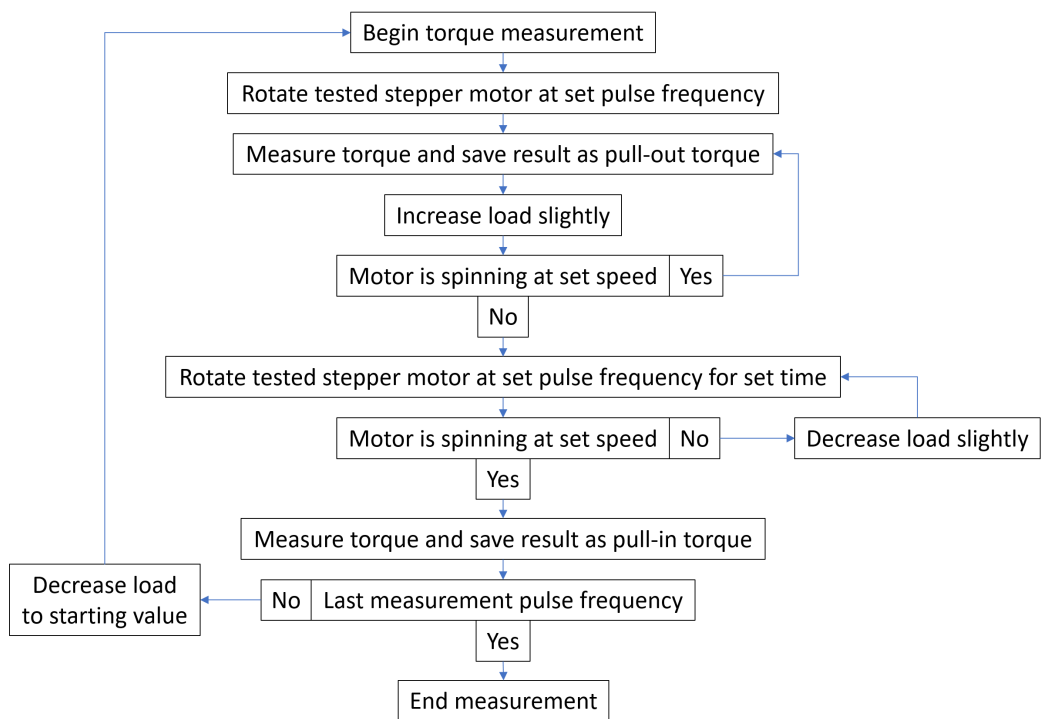 Begin torque measurement
Rotate tested stepper motor at set pulse frequency
Measure torque and save result as pull-out torque
Increase load slightly
Motor is spinning at set speed Yes
No
Rotate tested stepper motor at set pulse frequency for set time
Motor is spinning at set speed No Decrease load slightly
Yes
Measure torque and save result as pull-in torque
Decrease load
to starting value
No Last measurement pulse frequency
Yes
End measurement